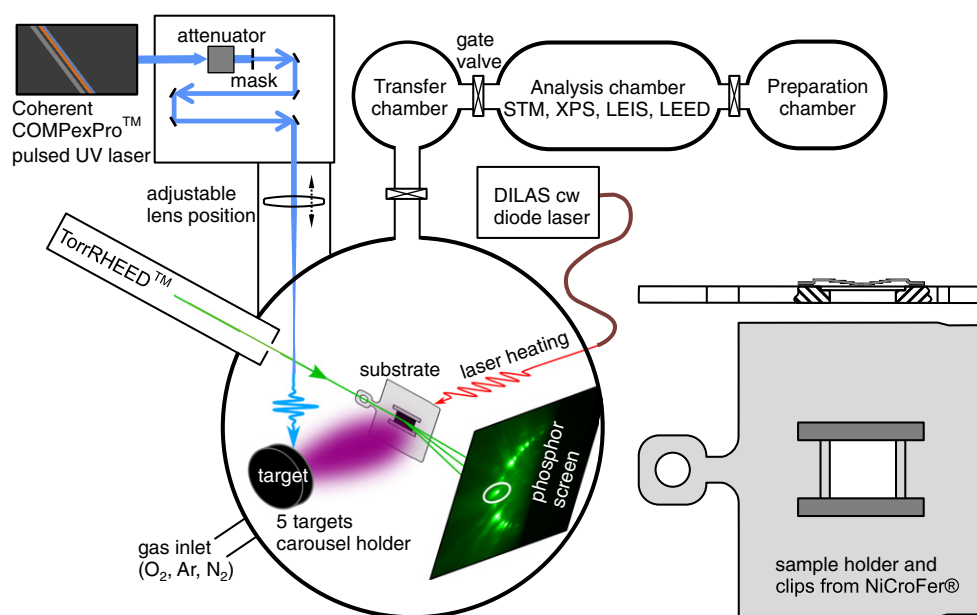 attenuator
mask
Coherent
COMPexPro™
pulsed UV laser
gate
valve
Transfer
chamber
Analysis chamber
STM, XPS, LEIS, LEED
Preparation
chamber
adjustable
lens position
DILAS cw
diode laser
TorrRHEED™
substrate
laser heating
target
phosphor
screen
5 targets
carousel holder
gas inlet
(O₂, Ar, N₂)
sample holder and
clips from NiCroFer®